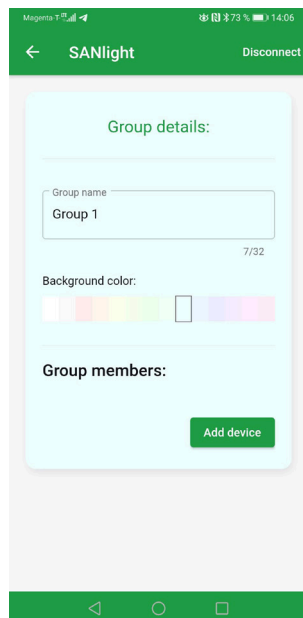 Magenta-T 73 % 14:06
SANlight Disconnect
Group details:
Group name
Group 1
7/32
Background color:
Group members:
Add device